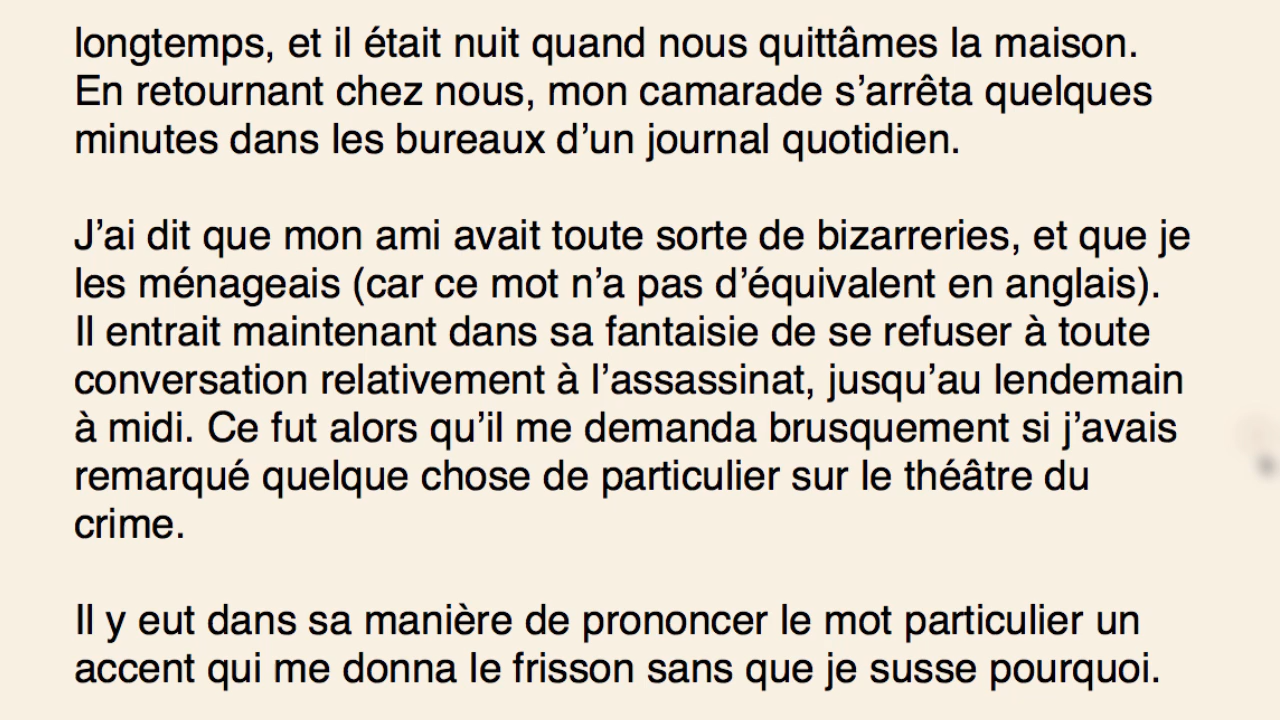 longtemps, et il était nuit quand nous quittâmes la maison.
En retournant chez nous, mon camarade s’arrêta quelques
minutes dans les bureaux d’un journal quotidien.
J’ai dit que mon ami avait toute sorte de bizarreries, et que je
les ménageais (car ce mot n’a pas d’équivalent en anglais).
Il entrait maintenant dans sa fantaisie de se refuser à toute
conversation relativement à l’assassinat, jusqu’au lendemain
à midi. Ce fut alors qu’il me demanda brusquement si j’avais
remarqué quelque chose de particulier sur le théâtre du
crime.
Il y eut dans sa manière de prononcer le mot particulier un
accent qui me donna le frisson sans que je susse pourquoi.